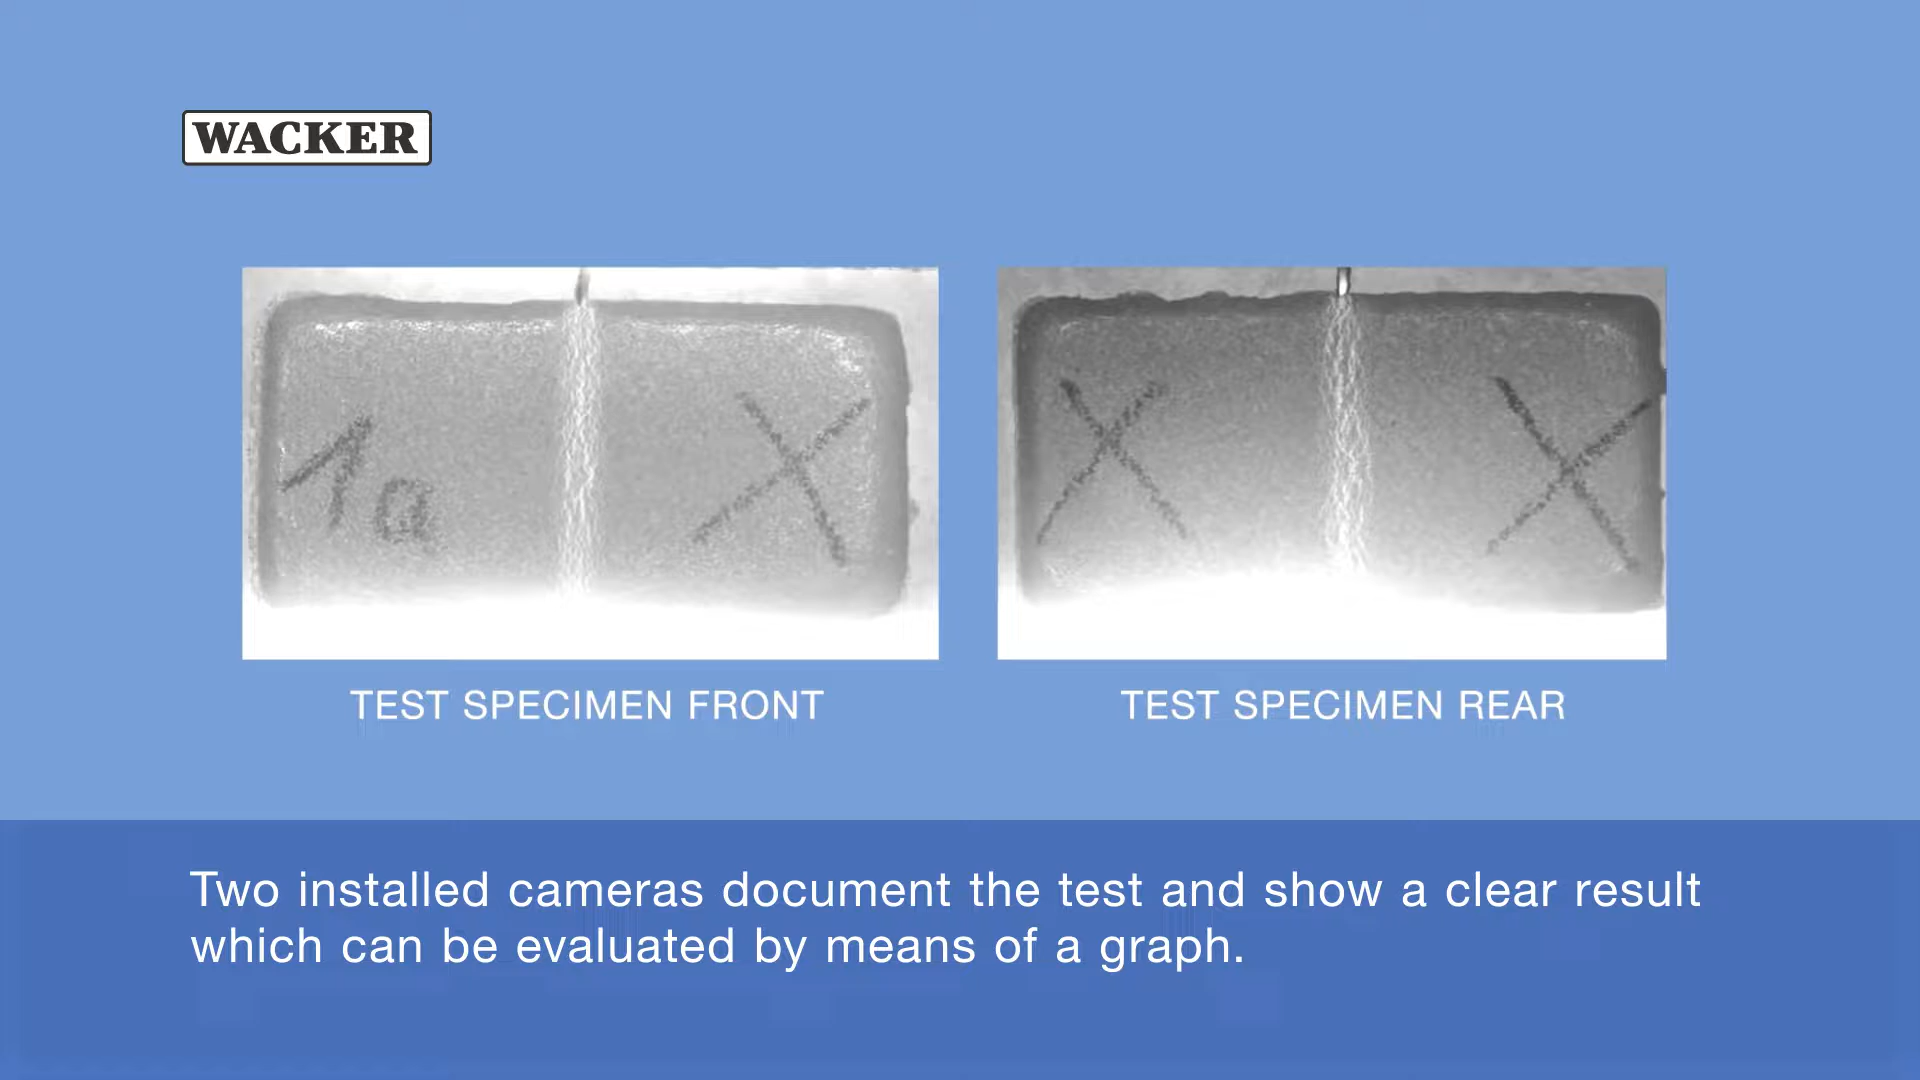 WACKER
1a
TEST SPECIMEN FRONT
TEST SPECIMEN REAR
Two installed cameras document the test and show a clear result
which can be evaluated by means of a graph.